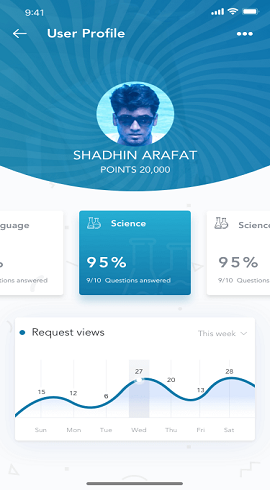 9:41
User Profile
SHADHIN ARAFAT
POINTS 20,000
guage
Science
Science
%
95%
95%
estions answered
9/10 Questions answered
9/10 Questions ans
Request views
This week
15
12
6
27
20
13
28
Sun
Mon
Tue
Wed
Thu
Fri
Sat